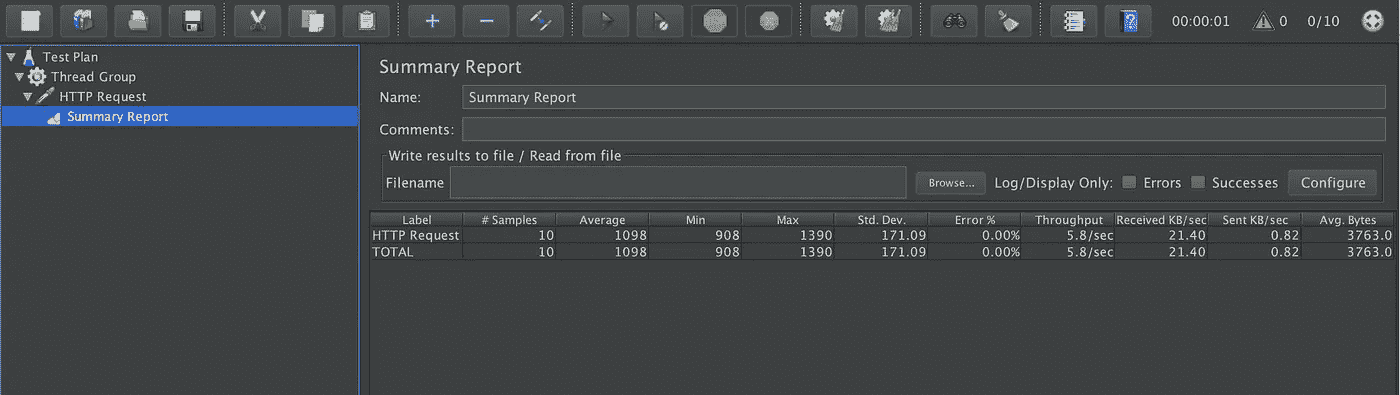 00:00:01 0 0/10
Test Plan
Thread Group
HTTP Request
Summary Report
Summary Report
Name: Summary Report
Comments:
Write results to file / Read from file
Filename Browse... Log/Display Only: Errors Successes Configure
Label # Samples Average Min Max Std. Dev. Error % Throughput Received KB/sec Sent KB/sec Avg. Bytes
HTTP Request 10 1098 908 1390 171.09 0.00% 5.8/sec 21.40 0.82 3763.0
TOTAL 10 1098 908 1390 171.09 0.00% 5.8/sec 21.40 0.82 3763.0